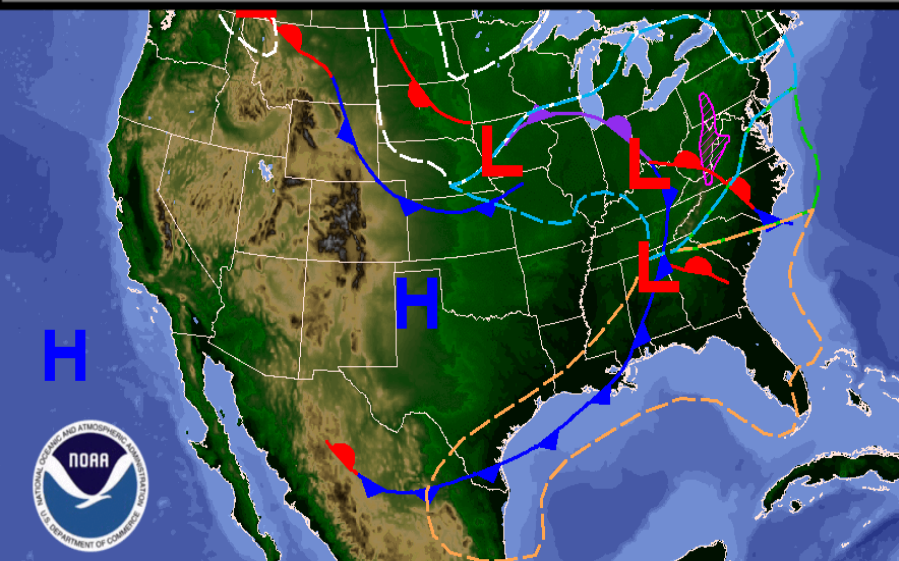 L
L
L
H
H
NATIONAL OCEANIC AND ATMOSPHERIC ADMINISTRATION
NOAA
U.S. DEPARTMENT OF COMMERCE